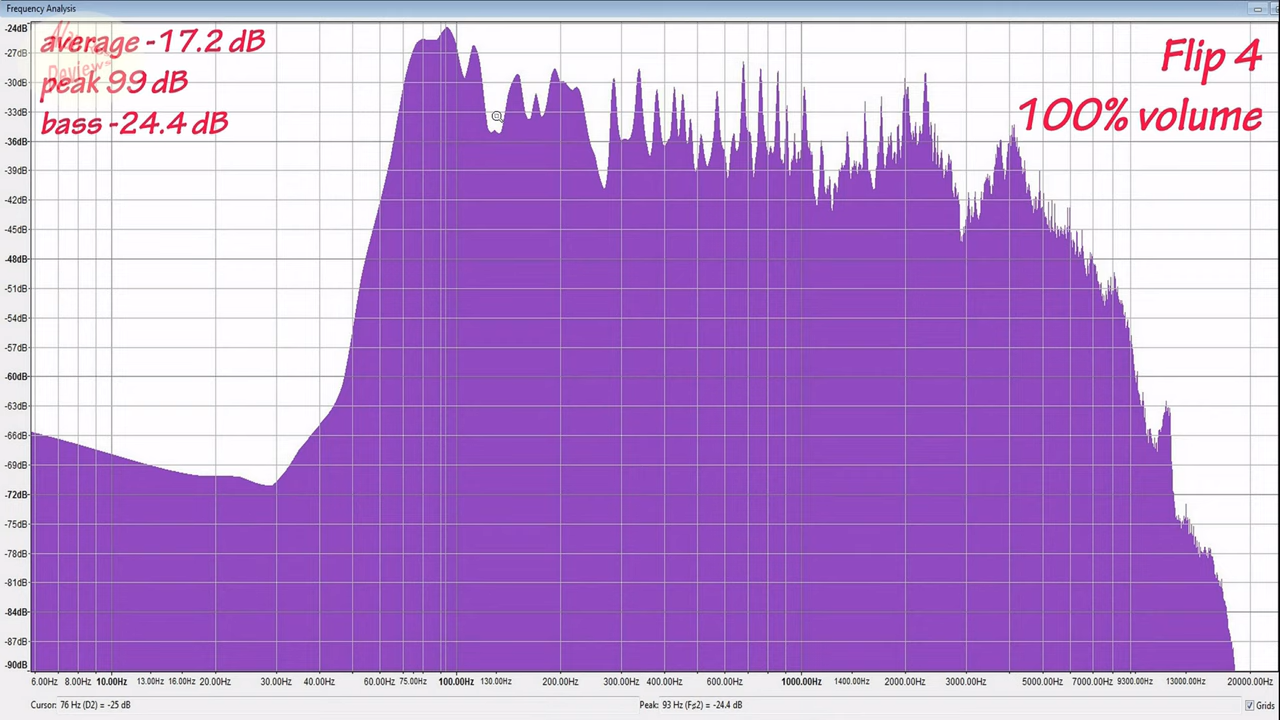 Frequency Analysis
average -17.2 dB
peak 99 dB
bass -24.4 dB
Reviews
Flip 4
100% volume
-24dB
-27dB
-30dB
-33dB
-36dB
-39dB
-42dB
-45dB
-48dB
-51dB
-54dB
-57dB
-60dB
-63dB
-66dB
-69dB
-72dB
-75dB
-78dB
-81dB
-84dB
-87dB
-90dB
6.00Hz 8.00Hz 10.00Hz 13.00Hz 16.00Hz 20.00Hz 30.00Hz 40.00Hz 60.00Hz 75.00Hz 100.00Hz 130.00Hz 200.00Hz 300.00Hz 400.00Hz 600.00Hz 1000.00Hz 1400.00Hz 2000.00Hz 3000.00Hz 5000.00Hz 7000.00Hz 9300.00Hz 13000.00Hz 20000.00Hz
Cursor: 76 Hz (D2) = -25 dB Peak: 93 Hz (F♯2) = -24.4 dB Grids